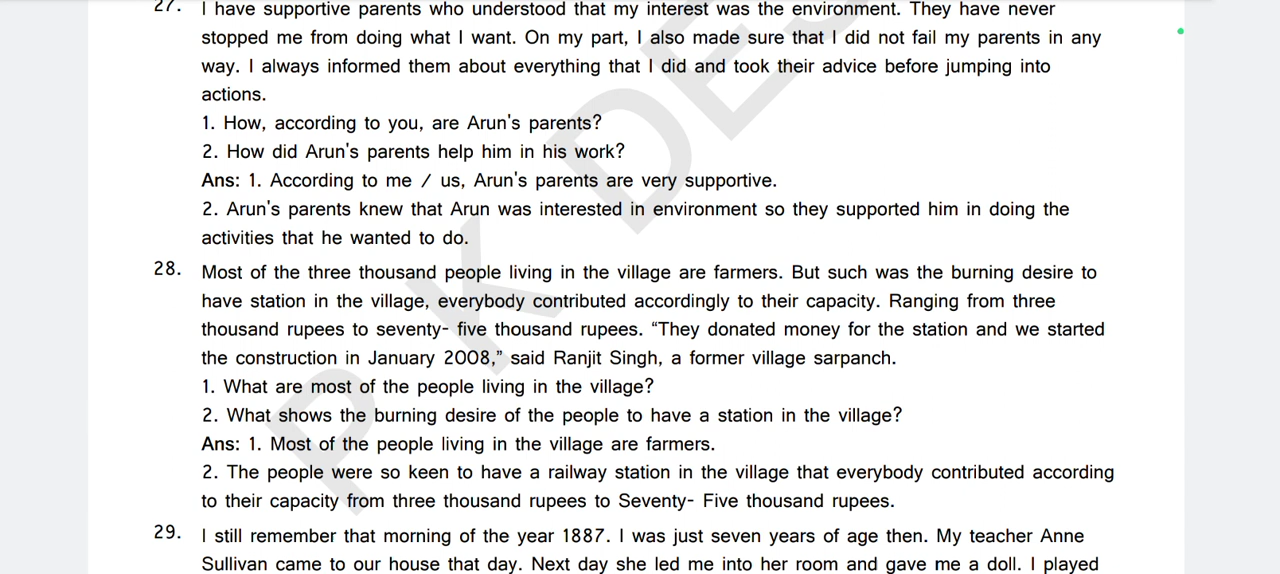 27. I have supportive parents who understood that my interest was the environment. They have never
stopped me from doing what I want. On my part, I also made sure that I did not fail my parents in any
way. I always informed them about everything that I did and took their advice before jumping into
actions.
1. How, according to you, are Arun's parents?
2. How did Arun's parents help him in his work?
Ans: 1. According to me / us, Arun's parents are very supportive.
2. Arun's parents knew that Arun was interested in environment so they supported him in doing the
activities that he wanted to do.
28. Most of the three thousand people living in the village are farmers. But such was the burning desire to
have station in the village, everybody contributed accordingly to their capacity. Ranging from three
thousand rupees to seventy- five thousand rupees. “They donated money for the station and we started
the construction in January 2008,” said Ranjit Singh, a former village sarpanch.
1. What are most of the people living in the village?
2. What shows the burning desire of the people to have a station in the village?
Ans: 1. Most of the people living in the village are farmers.
2. The people were so keen to have a railway station in the village that everybody contributed according
to their capacity from three thousand rupees to Seventy- Five thousand rupees.
29. I still remember that morning of the year 1887. I was just seven years of age then. My teacher Anne
Sullivan came to our house that day. Next day she led me into her room and gave me a doll. I played
P K DES